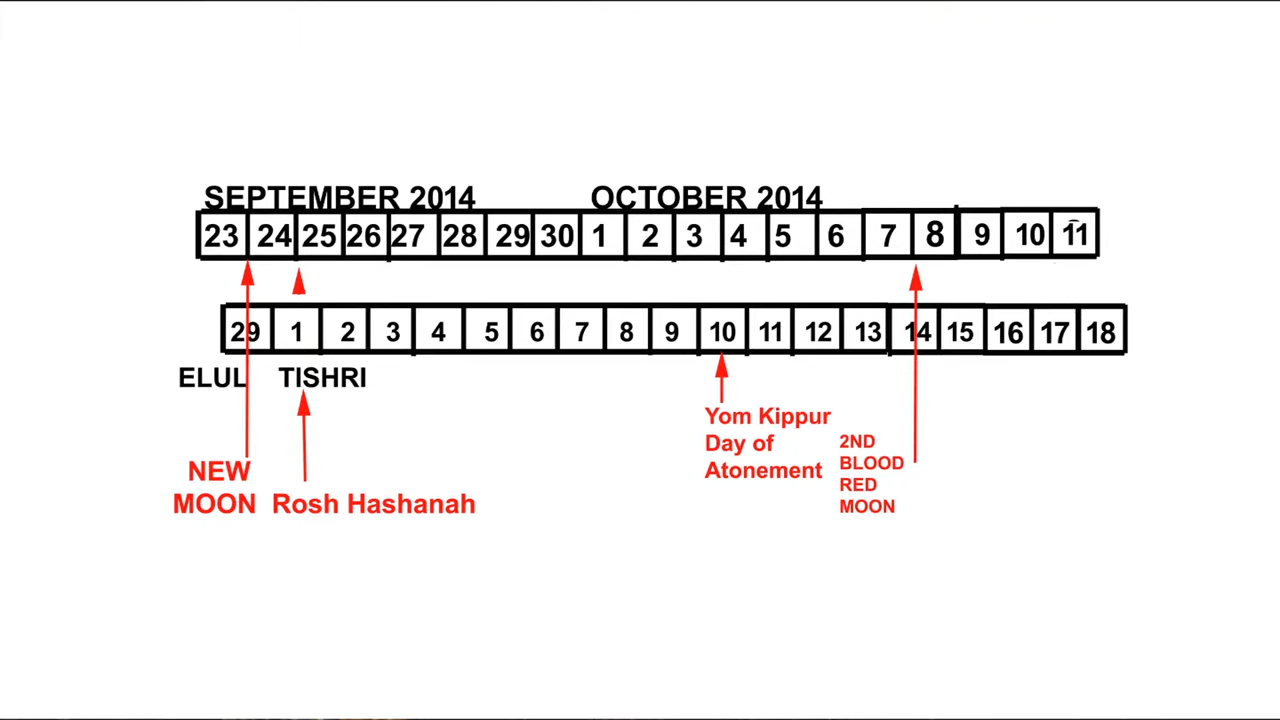 SEPTEMBER 2014 OCTOBER 2014
23 24 25 26 27 28 29 30 1 2 3 4 5 6 7 8 9 10 11
29 1 2 3 4 5 6 7 8 9 10 11 12 13 14 15 16 17 18
ELUL TISHRI
NEW
MOON
Rosh Hashanah
Yom Kippur
Day of
Atonement
2ND
BLOOD
RED
MOON